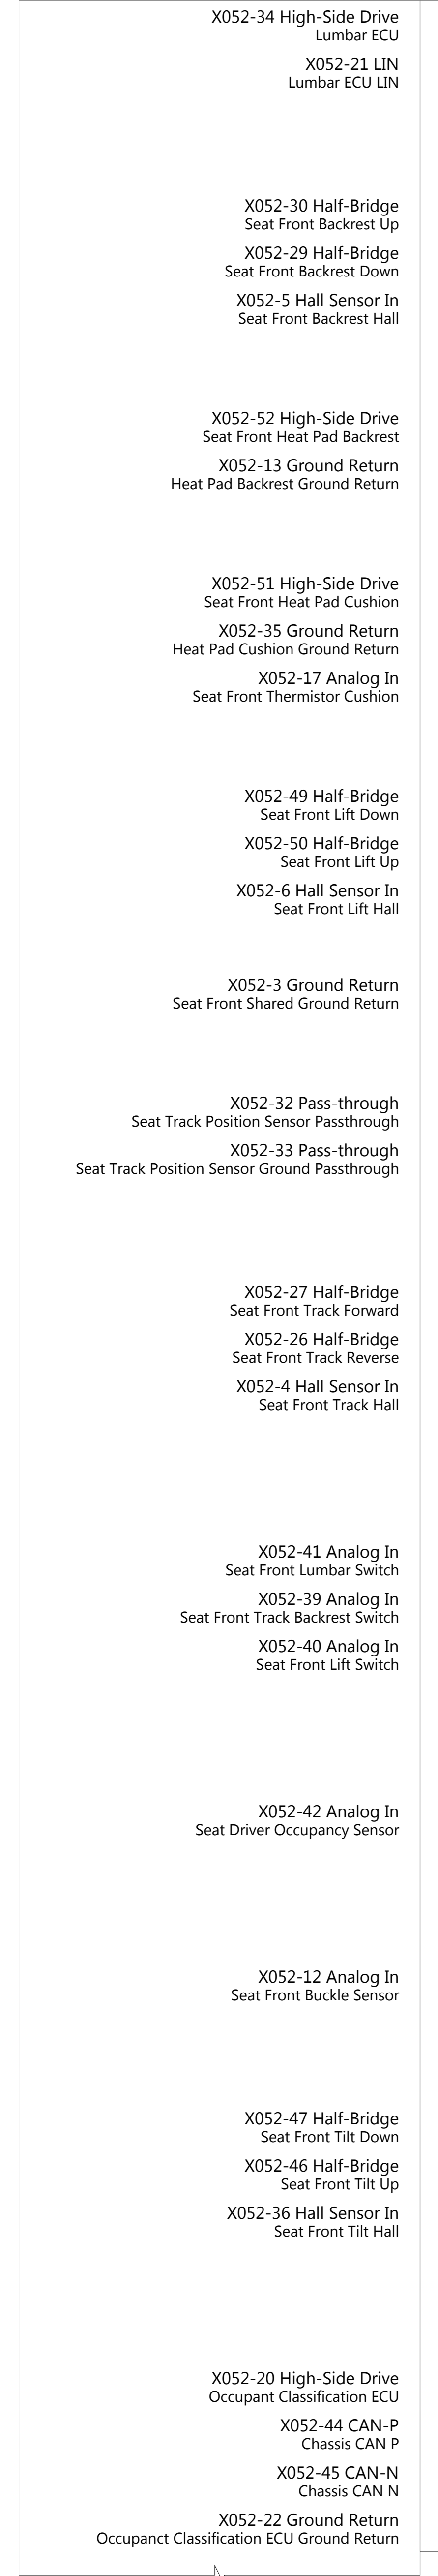 X052-34 High-Side Drive
Lumbar ECU
X052-21 LIN
Lumbar ECU LIN
X052-30 Half-Bridge
Seat Front Backrest Up
X052-29 Half-Bridge
Seat Front Backrest Down
X052-5 Hall Sensor In
Seat Front Backrest Hall
X052-52 High-Side Drive
Seat Front Heat Pad Backrest
X052-13 Ground Return
Heat Pad Backrest Ground Return
X052-51 High-Side Drive
Seat Front Heat Pad Cushion
X052-35 Ground Return
Heat Pad Cushion Ground Return
X052-17 Analog In
Seat Front Thermistor Cushion
X052-49 Half-Bridge
Seat Front Lift Down
X052-50 Half-Bridge
Seat Front Lift Up
X052-6 Hall Sensor In
Seat Front Lift Hall
X052-3 Ground Return
Seat Front Shared Ground Return
X052-32 Pass-through
Seat Track Position Sensor Passthrough
X052-33 Pass-through
Seat Track Position Sensor Ground Passthrough
X052-27 Half-Bridge
Seat Front Track Forward
X052-26 Half-Bridge
Seat Front Track Reverse
X052-4 Hall Sensor In
Seat Front Track Hall
X052-41 Analog In
Seat Front Lumbar Switch
X052-39 Analog In
Seat Front Track Backrest Switch
X052-40 Analog In
Seat Front Lift Switch
X052-42 Analog In
Seat Driver Occupancy Sensor
X052-12 Analog In
Seat Front Buckle Sensor
X052-47 Half-Bridge
Seat Front Tilt Down
X052-46 Half-Bridge
Seat Front Tilt Up
X052-36 Hall Sensor In
Seat Front Tilt Hall
X052-20 High-Side Drive
Occupant Classification ECU
X052-44 CAN-P
Chassis CAN P
X052-45 CAN-N
Chassis CAN N
X052-22 Ground Return
Occupanct Classification ECU Ground Return